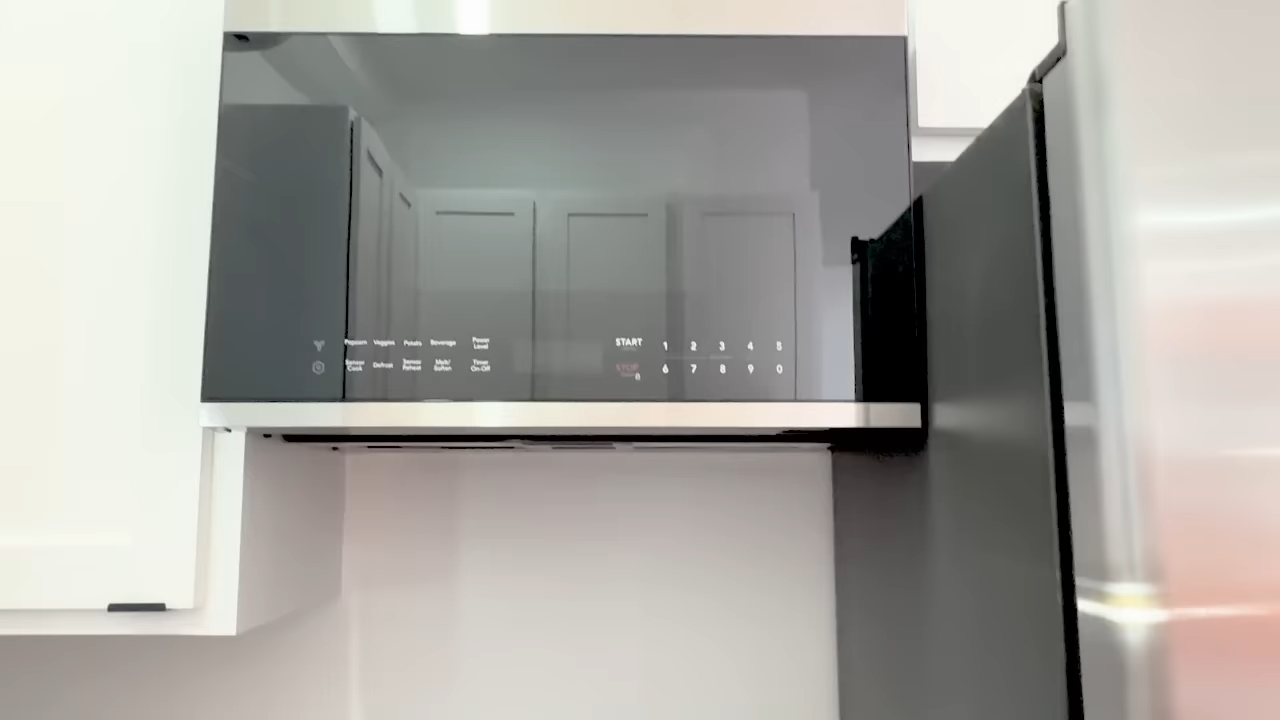 Popcorn Veggies Potato Beverage Power Level START 1 2 3 4 5
Sensor Cook Defrost Sensor Reheat Melt/ Soften Timer On-Off STOP 6 7 8 9 0